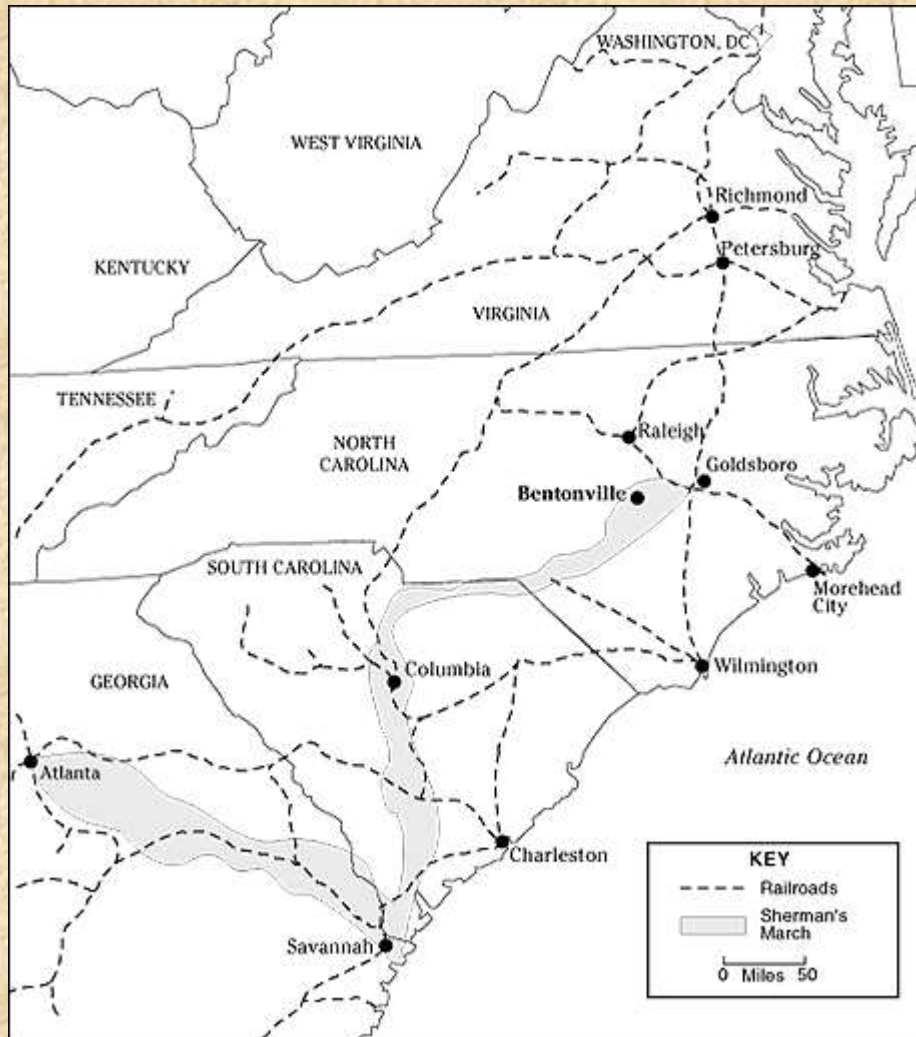 WASHINGTON, DC
WEST VIRGINIA
Richmond
KENTUCKY
Petersburg
VIRGINIA
TENNESSEE
NORTH
CAROLINA
Raleigh
Goldsboro
Bentonville
SOUTH CAROLINA
Morehead
City
Wilmington
Columbia
GEORGIA
Atlantic Ocean
Atlanta
Charleston
KEY
Railroads
Sherman's
March
0 Miles 50
Savannah